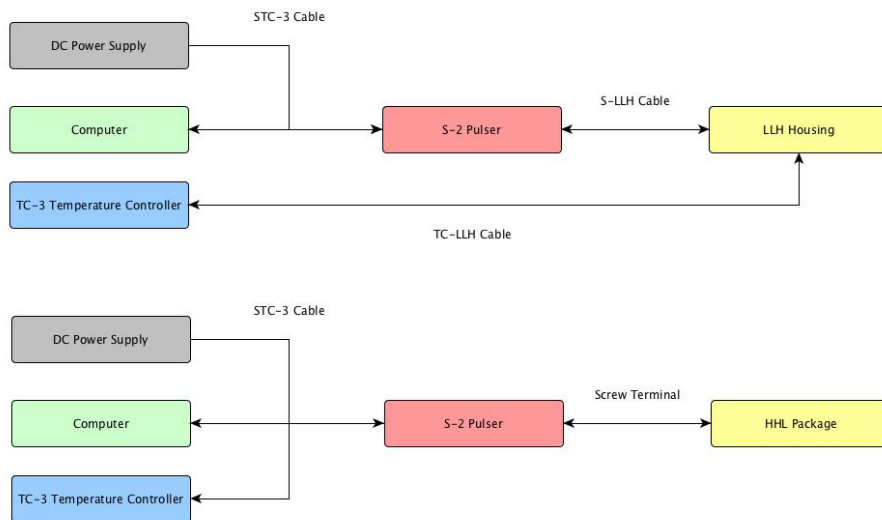 STC-3 Cable
DC Power Supply
S-LLH Cable
Computer
S-2 Pulser
LLH Housing
TC-3 Temperature Controller
TC-LLH Cable
STC-3 Cable
DC Power Supply
Screw Terminal
Computer
S-2 Pulser
HHL Package
TC-3 Temperature Controller